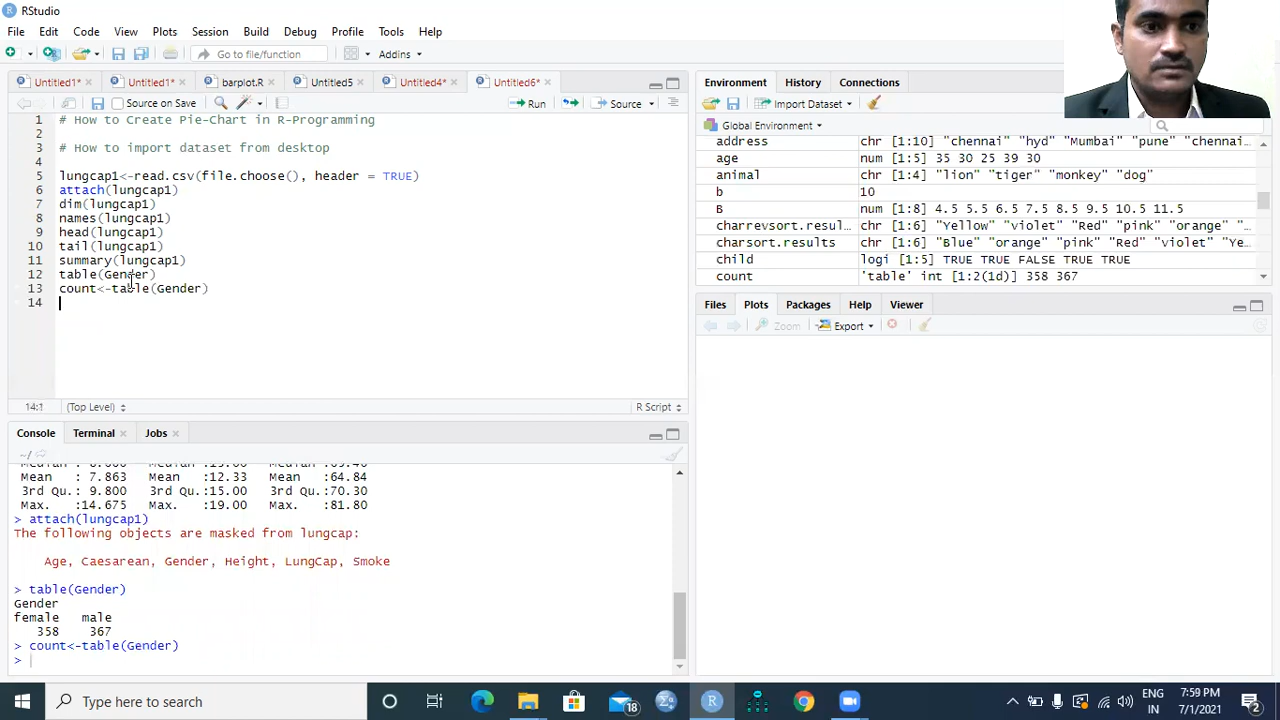 RStudio
File Edit Code View Plots Session Build Debug Profile Tools Help
Go to file/function Addins
Untitled1* Untitled1* barplot.R Untitled5 Untitled4* Untitled6*
Source on Save Run Source
1 # How to Create Pie-Chart in R-Programming
2
3 # How to import dataset from desktop
4
5 lungcap1<-read.csv(file.choose(), header = TRUE)
6 attach(lungcap1)
7 dim(lungcap1)
8 names(lungcap1)
9 head(lungcap1)
10 tail(lungcap1)
11 summary(lungcap1)
12 table(Gender)
13 count<-table(Gender)
14
14:1 (Top Level) R Script
Console Terminal Jobs
~/
Median : 8.000 Median :13.00 Median :65.40
Mean : 7.863 Mean :12.33 Mean :64.84
3rd Qu.: 9.800 3rd Qu.:15.00 3rd Qu.:70.30
Max. :14.675 Max. :19.00 Max. :81.80
> attach(lungcap1)
The following objects are masked from lungcap:
Age, Caesarean, Gender, Height, LungCap, Smoke
> table(Gender)
Gender
female male
358 367
> count<-table(Gender)
>
Environment History Connections
Import Dataset
Global Environment
address chr [1:10] "chennai" "hyd" "Mumbai" "pune" "chennai…
age num [1:5] 35 30 25 39 30
animal chr [1:4] "lion" "tiger" "monkey" "dog"
b 10
B num [1:8] 4.5 5.5 6.5 7.5 8.5 9.5 10.5 11.5
charrevsort.resu… chr [1:6] "Yellow" "violet" "Red" "pink" "orange" "…
charsort.results chr [1:6] "Blue" "orange" "pink" "Red" "violet" "Ye…
child logi [1:5] TRUE TRUE FALSE TRUE TRUE
count 'table' int [1:2(1d)] 358 367
Files Plots Packages Help Viewer
Zoom Export
Type here to search
18
ENG
IN
7:59 PM
7/1/2021
2